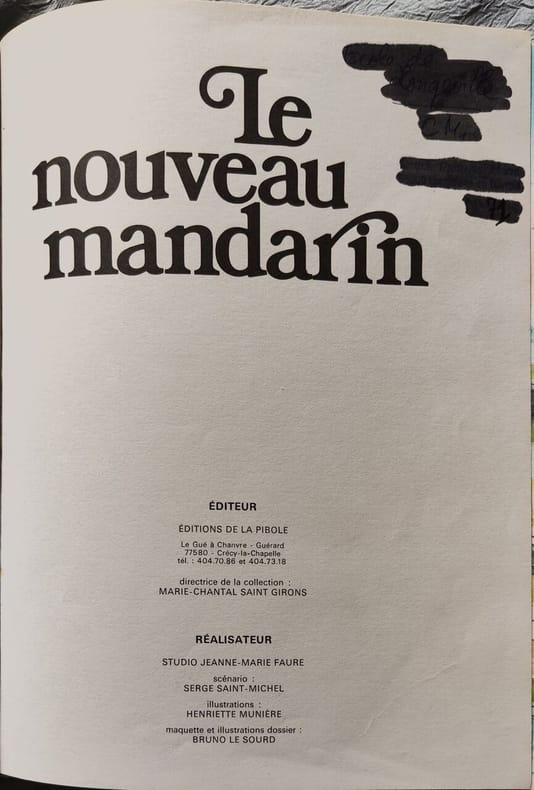 Le
nouveau
mandarin
ÉDITEUR
ÉDITIONS DE LA PIBOLE
Le Gué à Chanvre - Guérard
77580 - Crécy-la-Chapelle
tél. : 404.70.86 et 404.73.18
directrice de la collection :
MARIE-CHANTAL SAINT GIRONS
RÉALISATEUR
STUDIO JEANNE-MARIE FAURE
scénario :
SERGE SAINT-MICHEL
illustrations :
HENRIETTE MUNIÈRE
maquette et illustrations dossier :
BRUNO LE SOURD